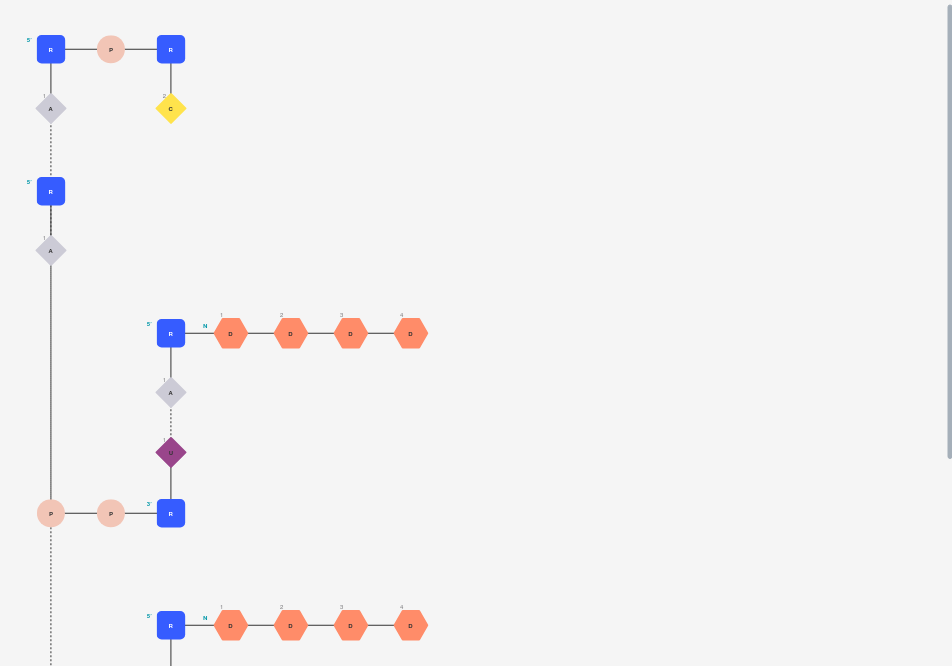 5'
R P R
1 2
A C
5'
R
1
A
5' R N 1 D 2 D 3 D 4 D
1
A
1
U
P P 3' R
5' R N 1 D 2 D 3 D 4 D